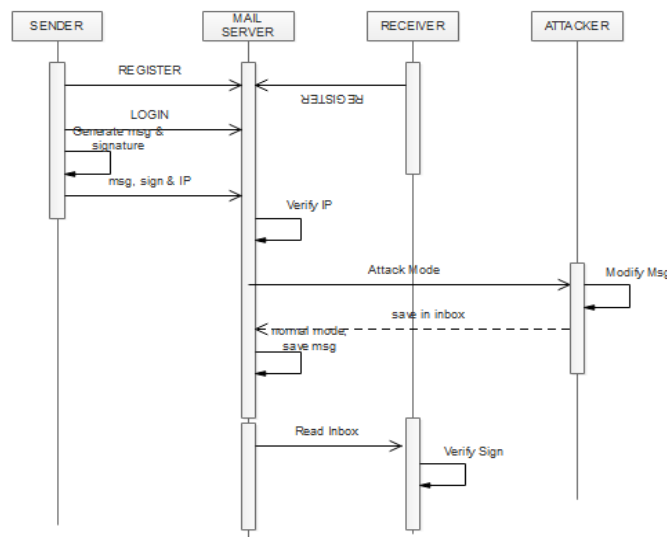 SENDER
MAIL
SERVER
RECEIVER
ATTACKER
REGISTER
REGISTER
LOGIN
Generate msg &
signature
msg, sign & IP
Verify IP
Attack Mode
Modify Msg
save in inbox
normal mode,
save msg
Read Inbox
Verify Sign